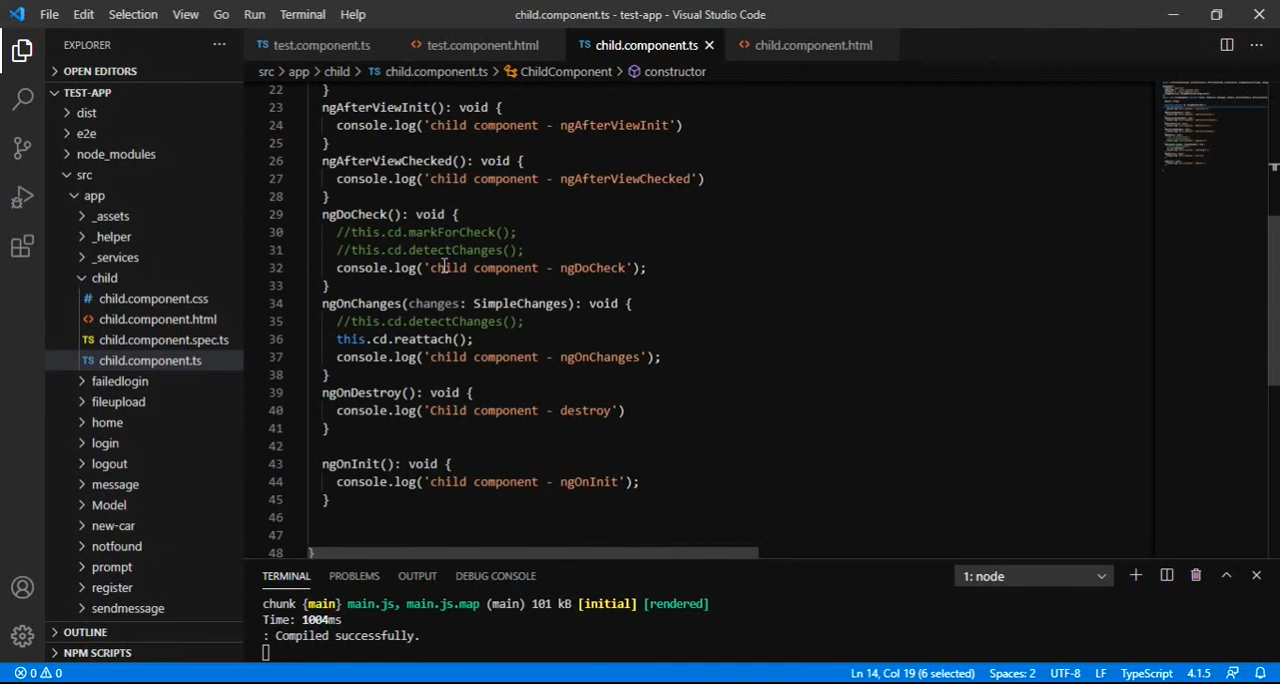 File Edit Selection View Go Run Terminal Help child.component.ts - test-app - Visual Studio Code
EXPLORER
TS test.component.ts <> test.component.html TS child.component.ts <> child.component.html
OPEN EDITORS
src > app > child > TS child.component.ts > ChildComponent > constructor
TEST-APP
dist
e2e
node_modules
src
app
_assets
_helper
_services
child
# child.component.css
<> child.component.html
TS child.component.spec.ts
TS child.component.ts
failedlogin
fileupload
home
login
logout
message
Model
new-car
notfound
prompt
register
sendmessage
OUTLINE
NPM SCRIPTS
22 }
23 ngAfterViewInit(): void {
24 console.log('child component - ngAfterViewInit')
25 }
26 ngAfterViewChecked(): void {
27 console.log('child component - ngAfterViewChecked')
28 }
29 ngDoCheck(): void {
30 //this.cd.markForCheck();
31 //this.cd.detectChanges();
32 console.log('child component - ngDoCheck');
33 }
34 ngOnChanges(changes: SimpleChanges): void {
35 //this.cd.detectChanges();
36 this.cd.reattach();
37 console.log('child component - ngOnChanges');
38 }
39 ngOnDestroy(): void {
40 console.log('Child component - destroy')
41 }
42
43 ngOnInit(): void {
44 console.log('child component - ngOnInit');
45 }
46
47
48 }
TERMINAL PROBLEMS OUTPUT DEBUG CONSOLE 1: node
chunk {main} main.js, main.js.map (main) 101 kB [initial] [rendered]
Time: 1004ms
: Compiled successfully.
0 0 Ln 14, Col 19 (6 selected) Spaces: 2 UTF-8 LF TypeScript 4.1.5